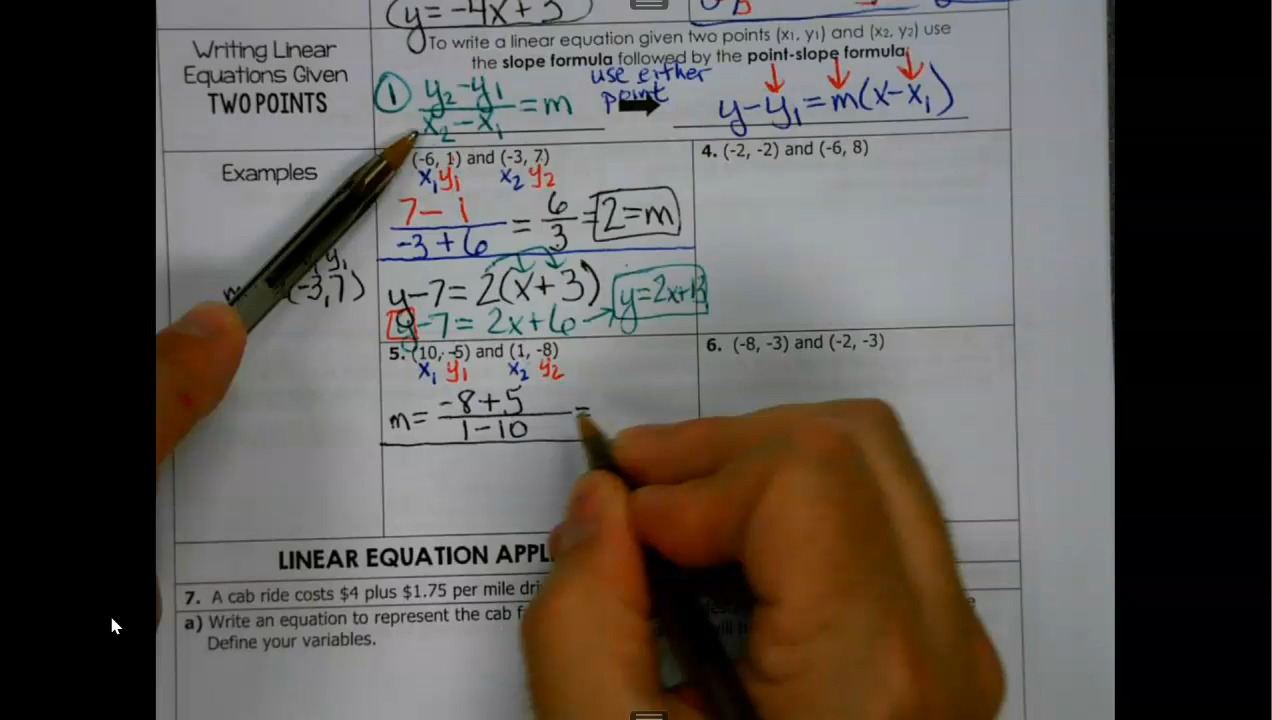 y = -4x + 3
Writing Linear Equations Given TWO POINTS
To write a linear equation given two points (x₁, y₁) and (x₂, y₂) use
the slope formula followed by the point-slope formula.
① (y₂ - y₁)/(x₂ - x₁) = m
use either point
y - y₁ = m(x - x₁)
Examples
(-6, 1) and (-3, 7)
x₁ y₁ x₂ y₂
(7 - 1)/(-3 + 6) = 6/3 = 2 = m
y₁
(-3, 7)
y - 7 = 2(x + 3)
y - 7 = 2x + 6 → y = 2x + 13
4. (-2, -2) and (-6, 8)
5. (10, -5) and (1, -8)
x₁ y₁ x₂ y₂
m = (-8 + 5)/(1 - 10) =
6. (-8, -3) and (-2, -3)
LINEAR EQUATION
7. A cab ride costs $4 plus $1.75 per mile
a) Write an equation to represent the cab
Define your variables.